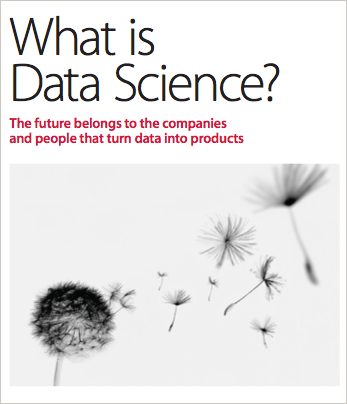 What is
Data Science?
The future belongs to the companies
and people that turn data into products